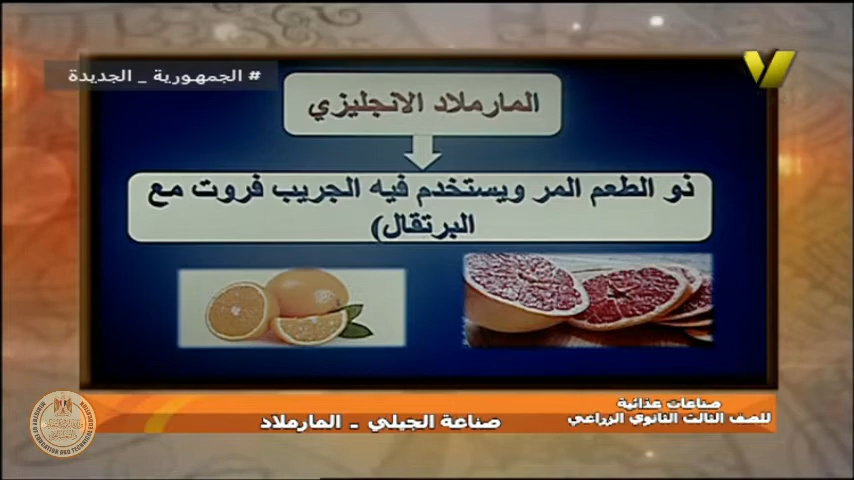 # الجمهورية _ الجديدة
المارملاد الانجليزي
ذو الطعم المر ويستخدم فيه الجريب فروت مع
البرتقال)
صناعات غذائية
للصف الثالث الثانوي الزراعي
صناعة الجيلي - المارملاد